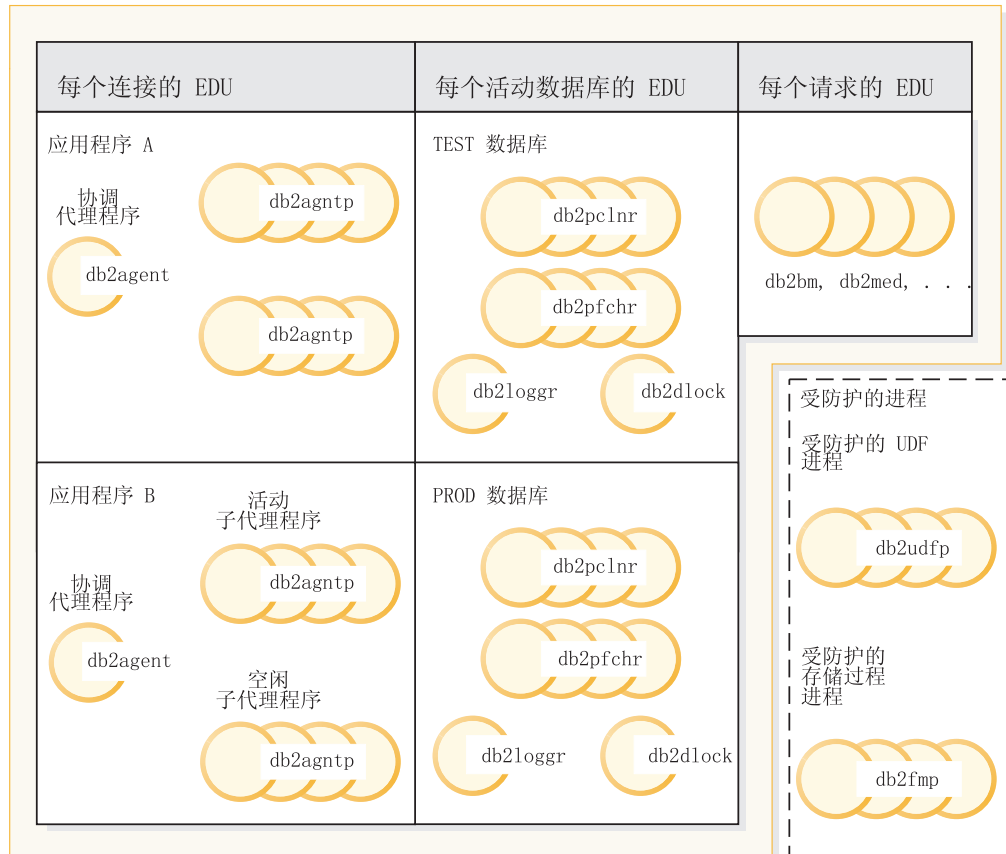 每个连接的 EDU
每个活动数据库的 EDU
每个请求的 EDU
应用程序 A
协调
代理程序
db2agent
db2agntp
db2agntp
TEST 数据库
db2pclnr
db2pfchr
db2loggr
db2dlock
db2bm, db2med, . . .
应用程序 B
协调
代理程序
db2agent
活动
子代理程序
db2agntp
空闲
子代理程序
db2agntp
PROD 数据库
db2pclnr
db2pfchr
db2loggr
db2dlock
受防护的进程
受防护的 UDF
进程
db2udfp
受防护的
存储过程
进程
db2fmp